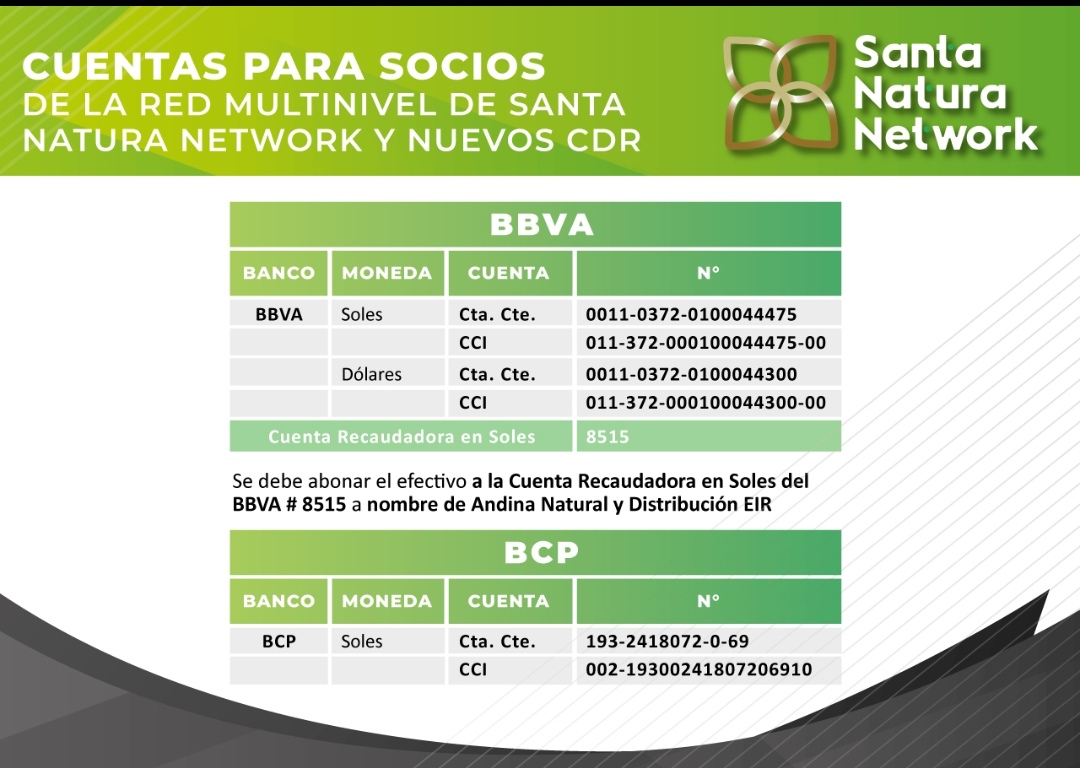 CUENTAS PARA SOCIOS
DE LA RED MULTINIVEL DE SANTA
NATURA NETWORK Y NUEVOS CDR
Santa
Natura
Network
BBVA
BANCO MONEDA CUENTA N°
BBVA Soles Cta. Cte. 0011-0372-0100044475
CCI 011-372-000100044475-00
Dólares Cta. Cte. 0011-0372-0100044300
CCI 011-372-000100044300-00
Cuenta Recaudadora en Soles 8515
Se debe abonar el efectivo a la Cuenta Recaudadora en Soles del
BBVA # 8515 a nombre de Andina Natural y Distribución EIR
BCP
BANCO MONEDA CUENTA N°
BCP Soles Cta. Cte. 193-2418072-0-69
CCI 002-19300241807206910